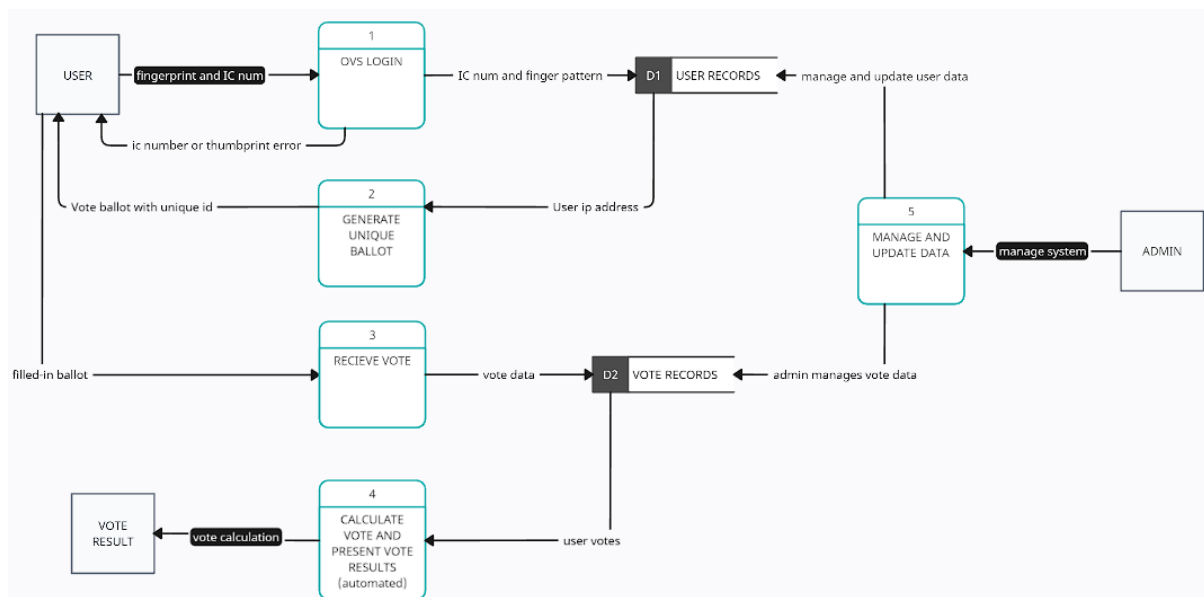 1
OVS LOGIN
USER
fingerprint and IC num
IC num and finger pattern
D1 USER RECORDS
manage and update user data
ic number or thumbprint error
2
GENERATE
UNIQUE
BALLOT
Vote ballot with unique id
User ip address
5
MANAGE AND
UPDATE DATA
manage system
ADMIN
3
RECIEVE VOTE
filled-in ballot
vote data
D2 VOTE RECORDS
admin manages vote data
4
CALCULATE
VOTE AND
PRESENT VOTE
RESULTS
(automated)
VOTE
RESULT
vote calculation
user votes